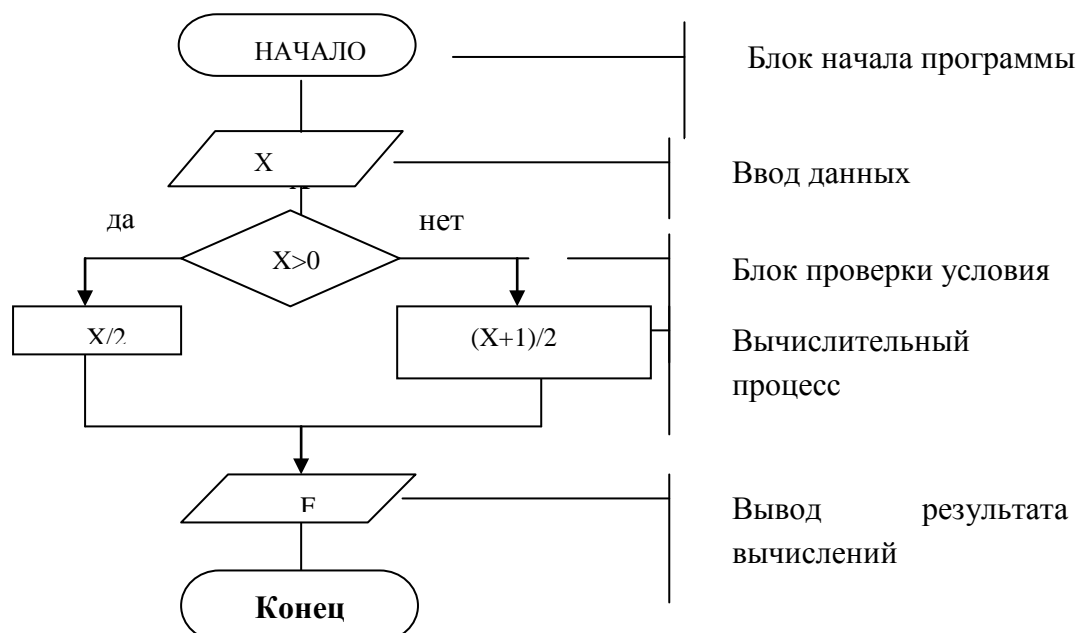 НАЧАЛО
Блок начала программы
X
Ввод данных
да
нет
X>0
Блок проверки условия
X/2
(X+1)/2
Вычислительный
процесс
F
Вывод результата
вычислений
Конец